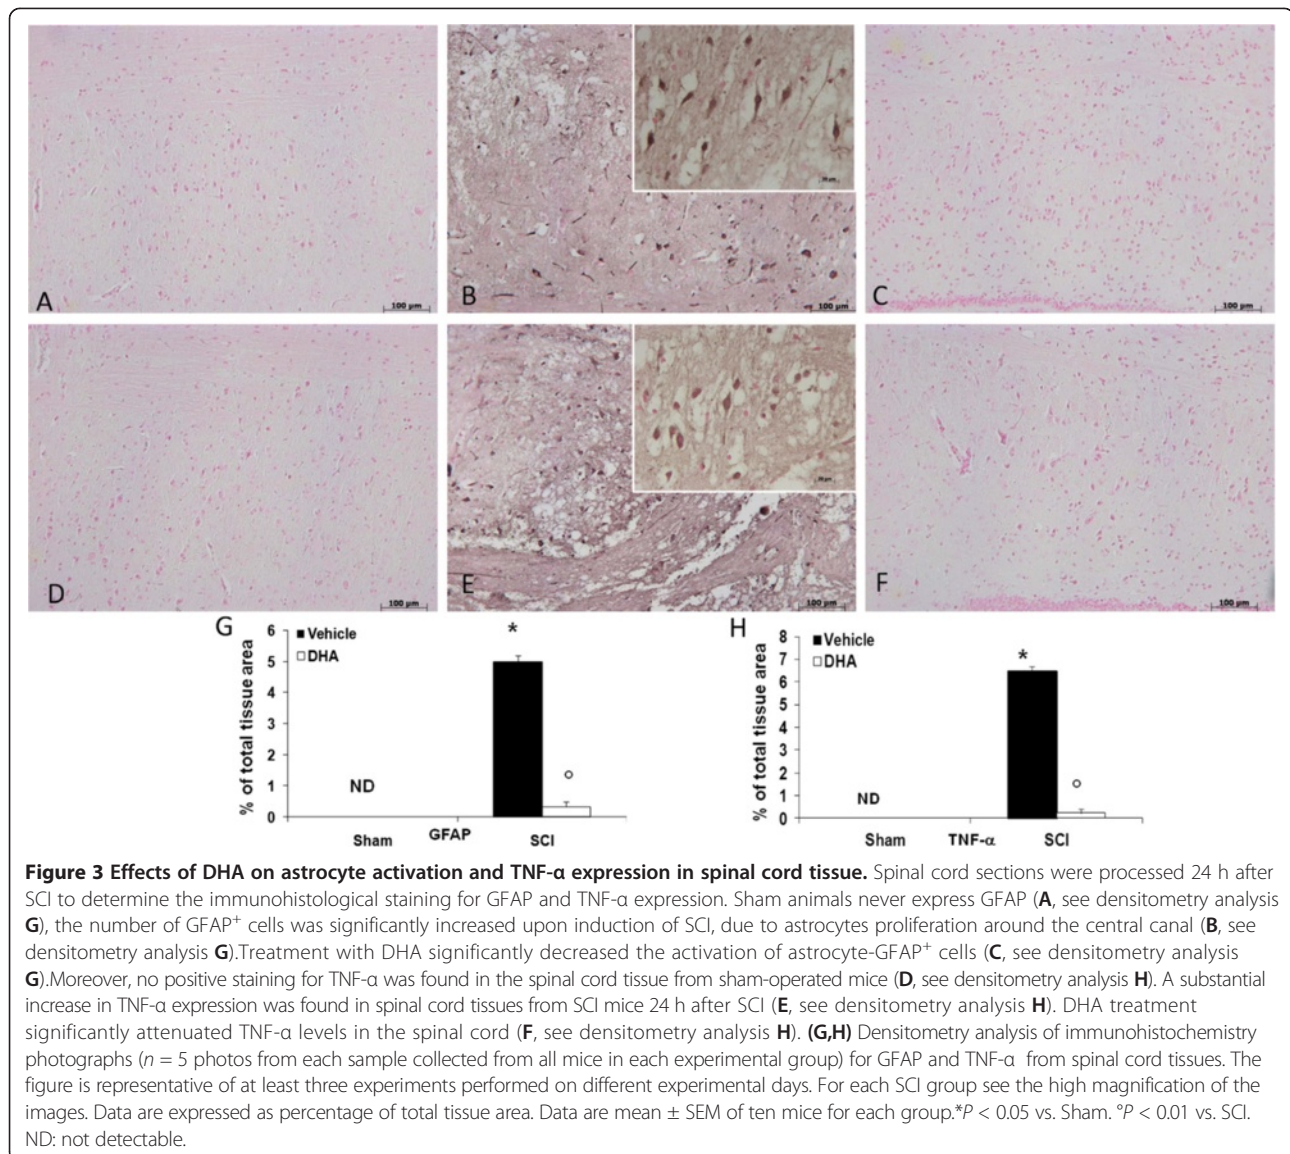 A
100 µm
B
100 µm
C
100 µm
D
100 µm
E
100 µm
F
100 µm
G
% of total tissue area
6
5
4
3
2
1
0
Vehicle
DHA
*
ND
°
Sham
GFAP
SCI
H
% of total tissue area
8
7
6
5
4
3
2
1
0
Vehicle
DHA
*
ND
°
Sham
TNF-α
SCI
Figure 3 Effects of DHA on astrocyte activation and TNF-α expression in spinal cord tissue. Spinal cord sections were processed 24 h after
SCI to determine the immunohistological staining for GFAP and TNF-α expression. Sham animals never express GFAP (A, see densitometry analysis
G), the number of GFAP⁺ cells was significantly increased upon induction of SCI, due to astrocytes proliferation around the central canal (B, see
densitometry analysis G).Treatment with DHA significantly decreased the activation of astrocyte-GFAP⁺ cells (C, see densitometry analysis
G).Moreover, no positive staining for TNF-α was found in the spinal cord tissue from sham-operated mice (D, see densitometry analysis H). A substantial
increase in TNF-α expression was found in spinal cord tissues from SCI mice 24 h after SCI (E, see densitometry analysis H). DHA treatment
significantly attenuated TNF-α levels in the spinal cord (F, see densitometry analysis H). (G,H) Densitometry analysis of immunohistochemistry
photographs (n = 5 photos from each sample collected from all mice in each experimental group) for GFAP and TNF-α from spinal cord tissues. The
figure is representative of at least three experiments performed on different experimental days. For each SCI group see the high magnification of the
images. Data are expressed as percentage of total tissue area. Data are mean ± SEM of ten mice for each group.*P < 0.05 vs. Sham. °P < 0.01 vs. SCI.
ND: not detectable.